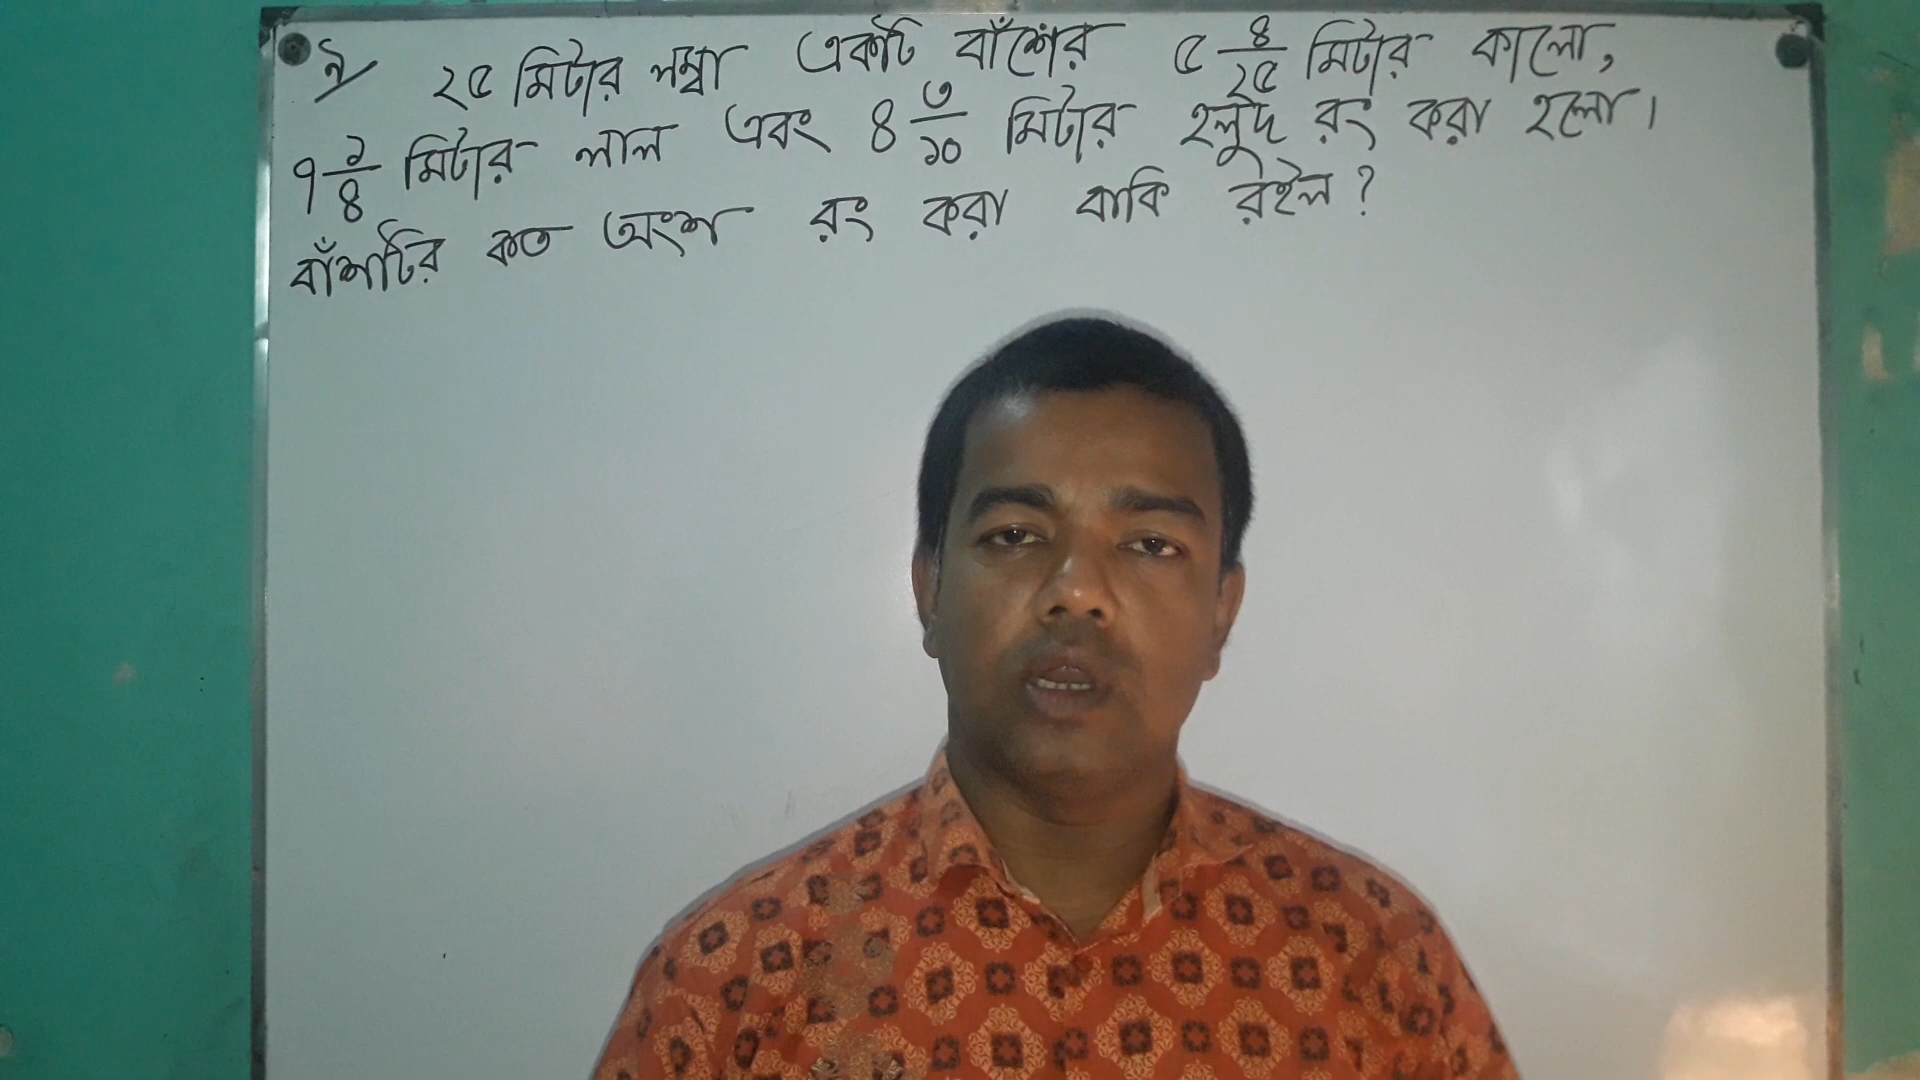 ঐ ২৫ মিটার লম্বা একটি বাঁশের ৫ ৪/২৫ মিটার কালো,
৭ ১/৪ মিটার লাল এবং ৪ ৩/১০ মিটার হলুদ রং করা হলো।
বাঁশটির কত অংশ রং করা বাকি রইল?